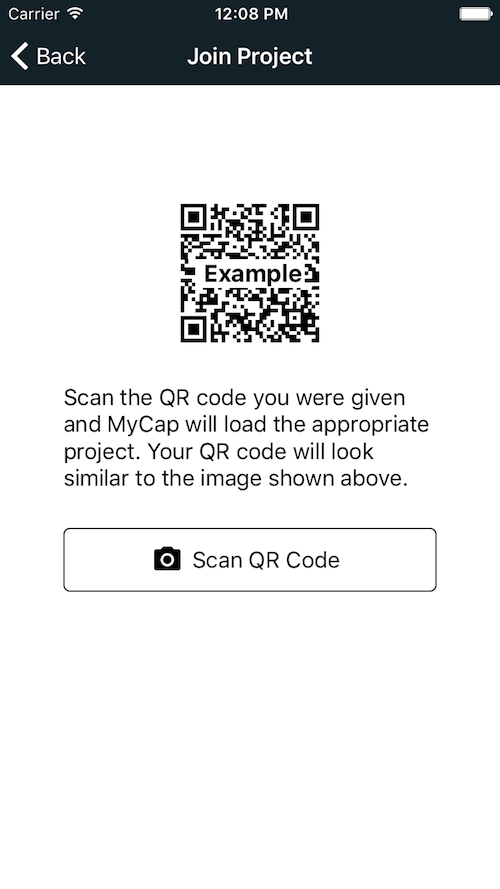 Carrier 12:08 PM
Back Join Project
Example
Scan the QR code you were given
and MyCap will load the appropriate
project. Your QR code will look
similar to the image shown above.
Scan QR Code